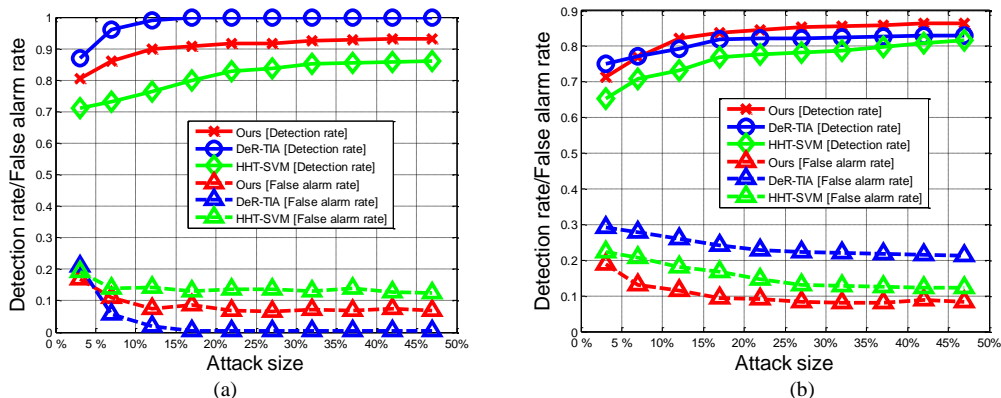 Detection rate/False alarm rate
1
0.9
0.8
0.7
0.6
0.5
0.4
0.3
0.2
0.1
0
Ours [Detection rate]
DeR-TIA [Detection rate]
HHT-SVM [Detection rate]
Ours [False alarm rate]
DeR-TIA [False alarm rate]
HHT-SVM [False alarm rate]
0 % 5 % 10% 15% 20% 25% 30% 35% 40% 45% 50%
Attack size
(a)
Detection rate/False alarm rate
0.9
0.8
0.7
0.6
0.5
0.4
0.3
0.2
0.1
0
Ours [Detection rate]
DeR-TIA [Detection rate]
HHT-SVM [Detection rate]
Ours [False alarm rate]
DeR-TIA [False alarm rate]
HHT-SVM [False alarm rate]
0 % 5 % 10% 15% 20% 25% 30% 35% 40% 45% 50%
Attack size
(b)